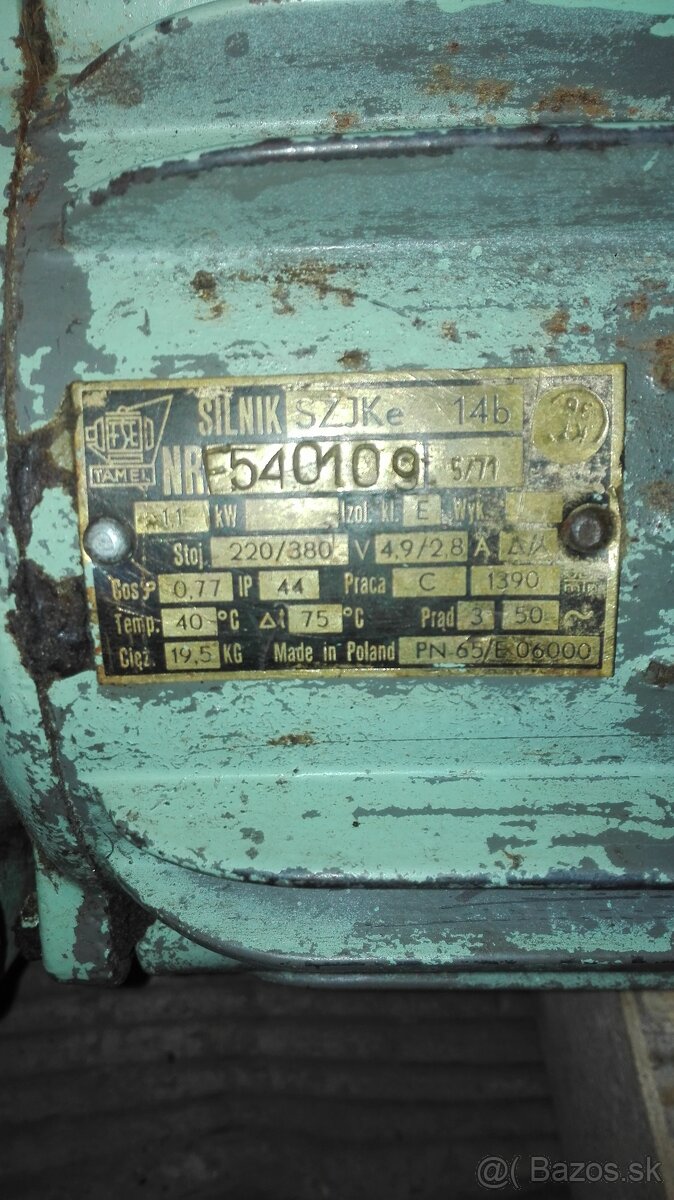 SILNIK SZJKe 14b
TAMEL NR F540109 5/71
1,1 kW Izol. kl. E Wyk.
Stoj. 220/380 V 4,9/2,8 A Δ/⅄
Cos φ 0,77 IP 44 Praca C 1390
Temp. 40 °C Δt 75 °C Prąd 3 50 ~
Cięż. 19,5 KG Made in Poland PN-65/E-06000
@( Bazos.sk